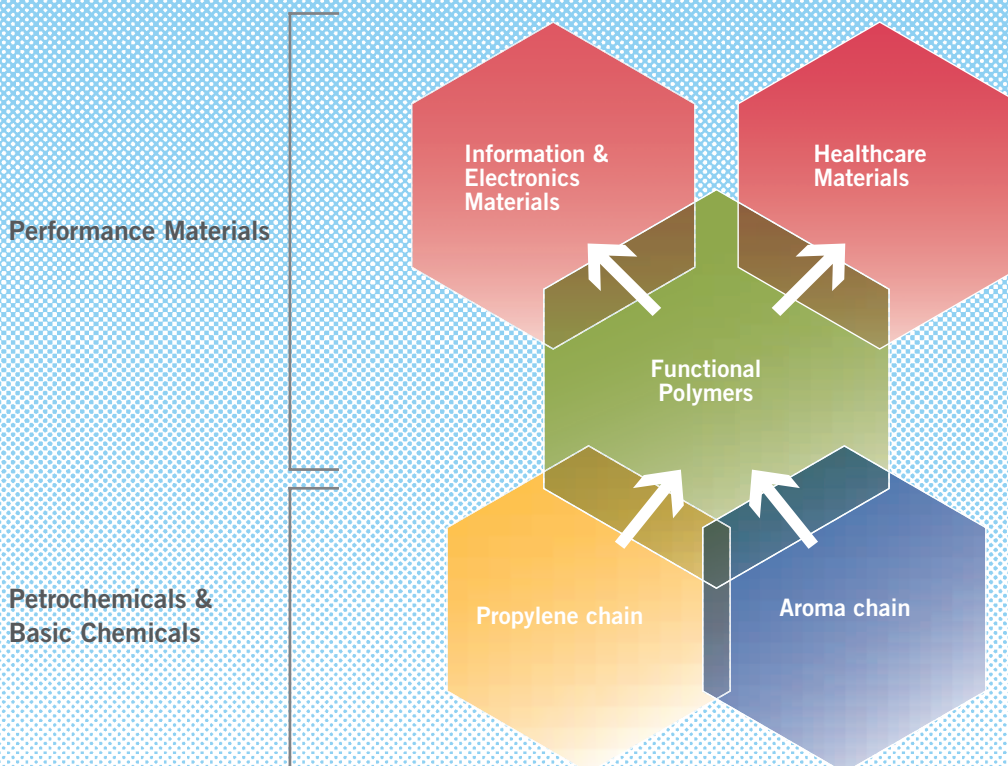 Information &
Electronics
Materials
Healthcare
Materials
Performance Materials
Functional
Polymers
Petrochemicals &
Basic Chemicals
Propylene chain
Aroma chain